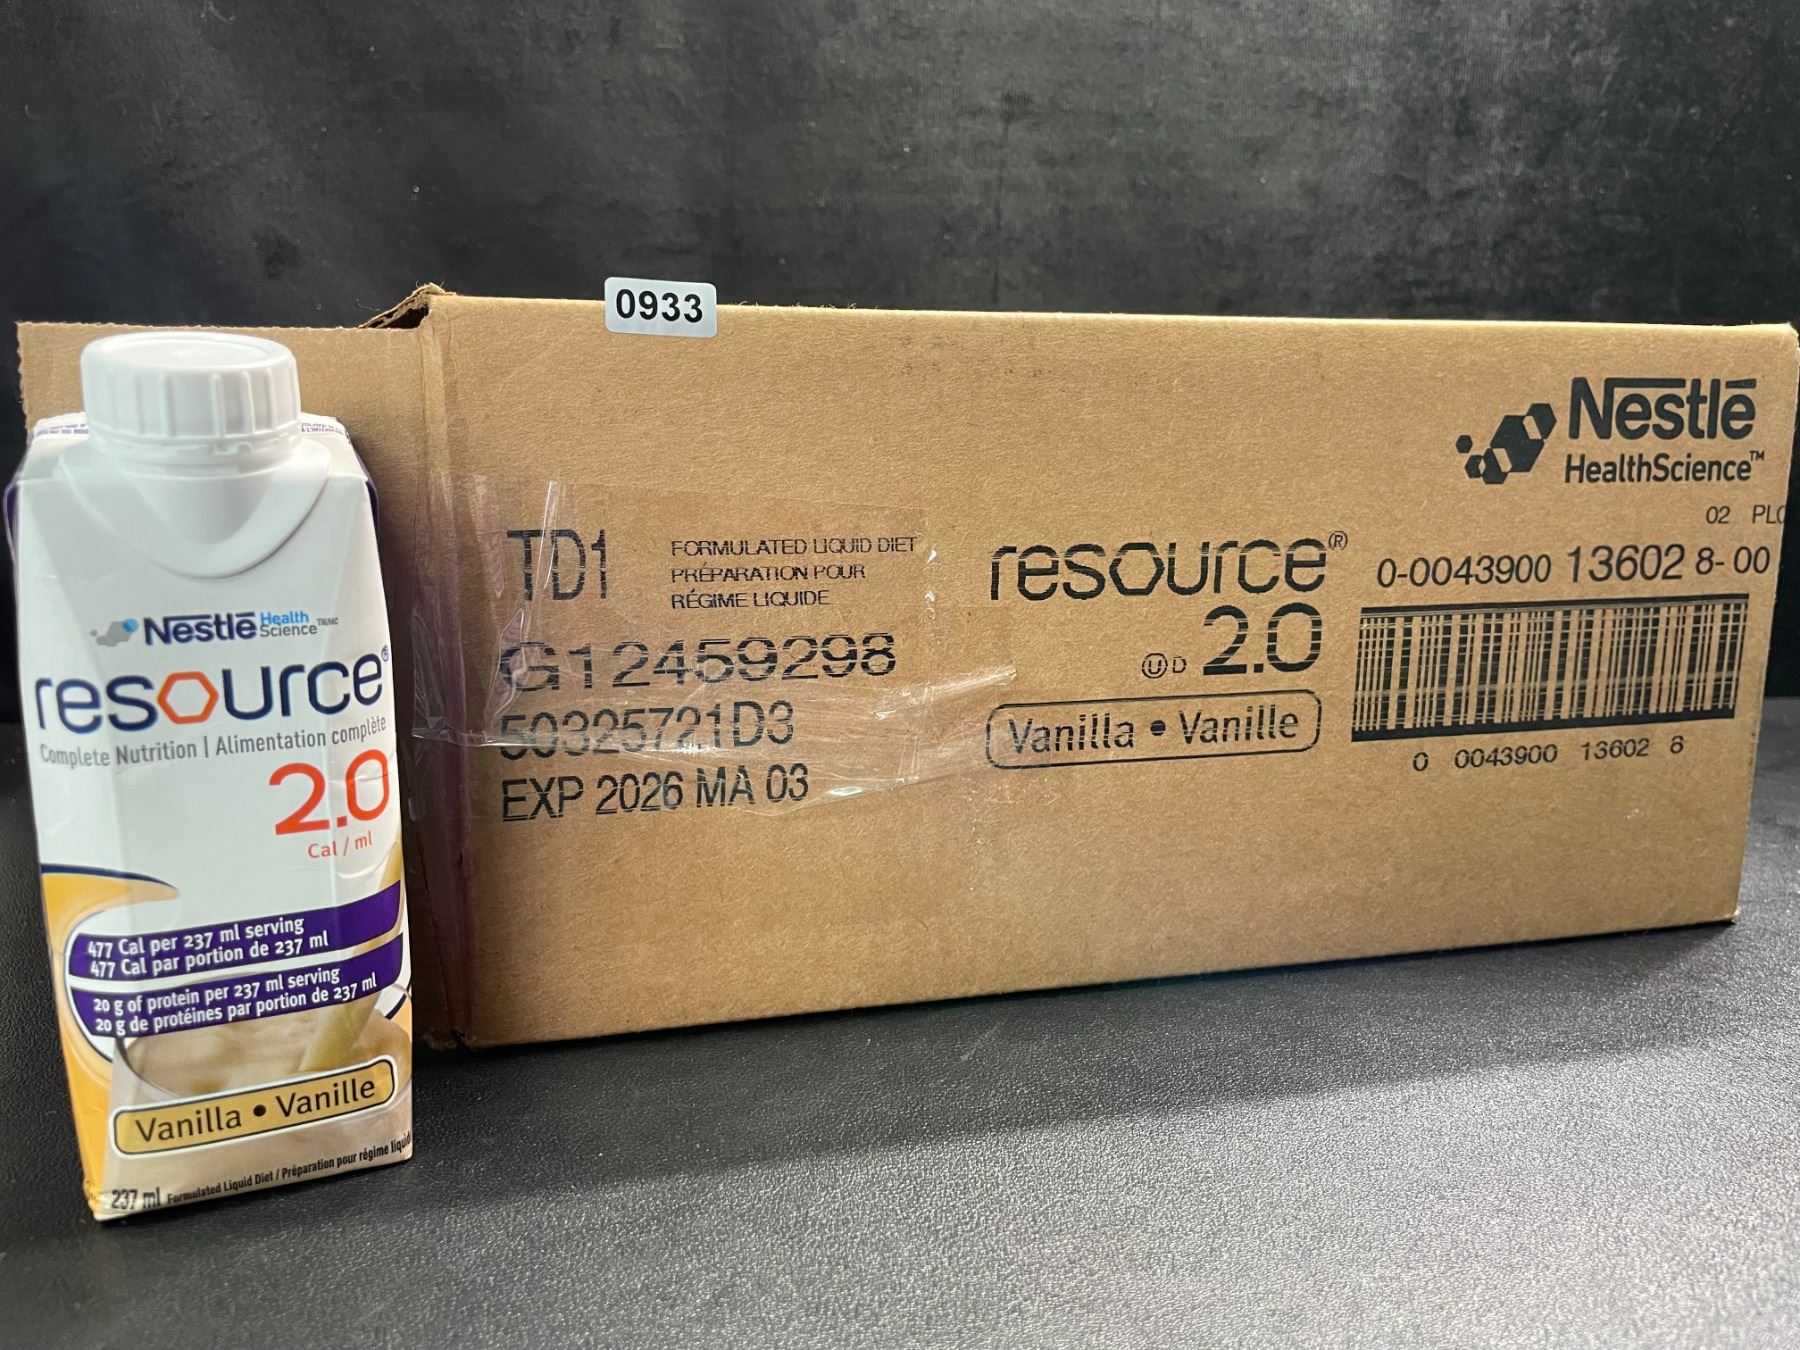 0933
Nestlé
HealthScience™
02 PLC
TD1
FORMULATED LIQUID DIET
PRÉPARATION POUR
RÉGIME LIQUIDE
G12459298
50325721D3
EXP 2026 MA 03
resource®
2.0
U D
Vanilla • Vanille
0-0043900 13602 8-00
0 0043900 13602 8
Nestlé Health Science
resource®
Complete Nutrition | Alimentation complète
2.0
Cal / ml
477 Cal per 237 ml serving
477 Cal par portion de 237 ml
20 g of protein per 237 ml serving
20 g de protéines par portion de 237 ml
Vanilla • Vanille
237 ml Formulated Liquid Diet / Préparation pour régime liquid